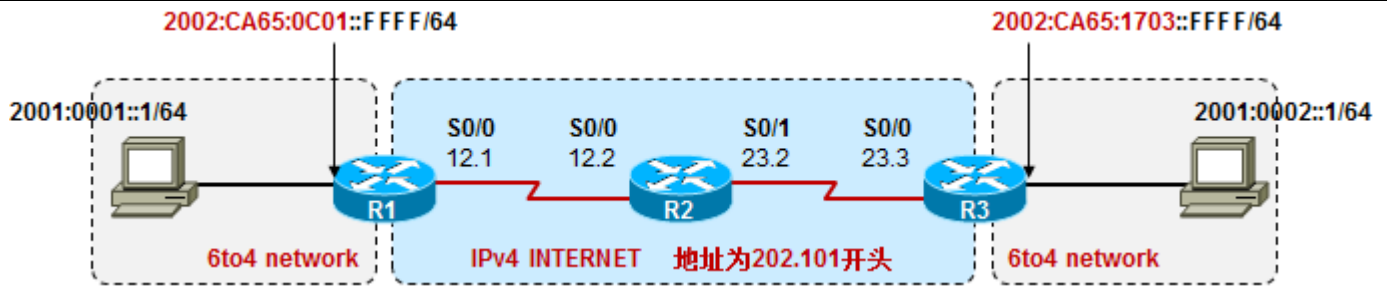 2002:CA65:0C01::FFFF/64
2002:CA65:1703::FFFF/64
2001:0001::1/64
2001:0002::1/64
S0/0
S0/0
S0/1
S0/0
12.1
12.2
23.2
23.3
R1
R2
R3
6to4 network
IPv4 INTERNET 地址为202.101开头
6to4 network